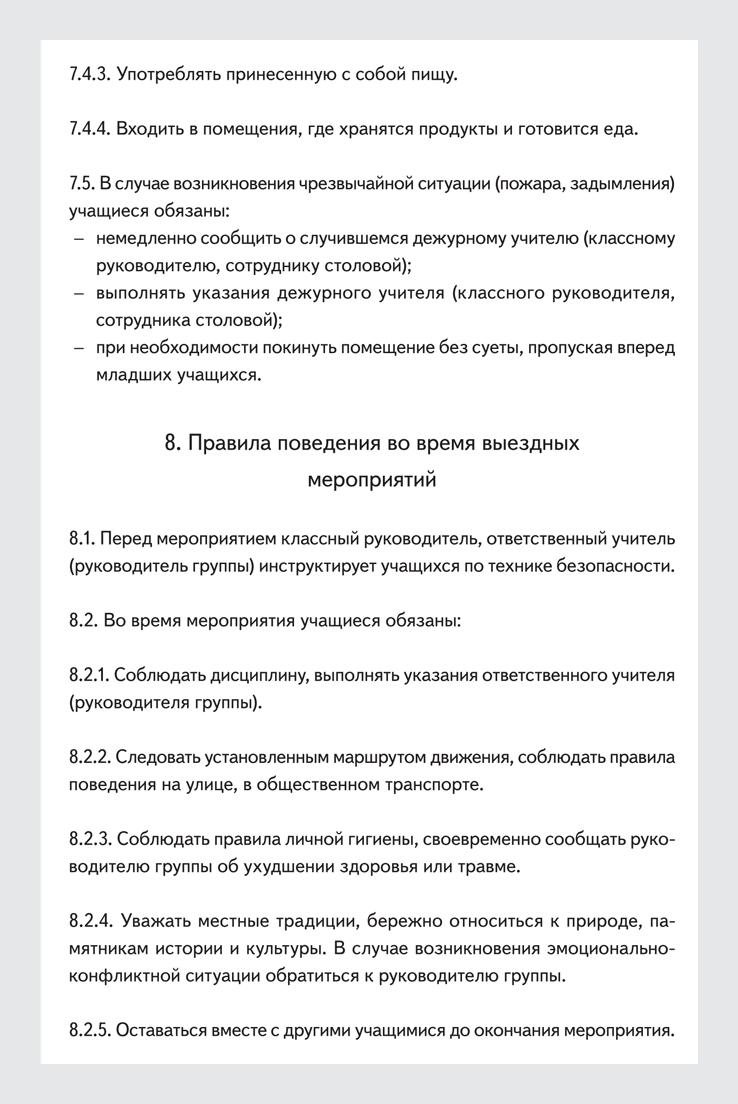 7.4.3. Употреблять принесенную с собой пищу.
7.4.4. Входить в помещения, где хранятся продукты и готовится еда.
7.5. В случае возникновения чрезвычайной ситуации (пожара, задымления)
учащиеся обязаны:
– немедленно сообщить о случившемся дежурному учителю (классному
руководителю, сотруднику столовой);
– выполнять указания дежурного учителя (классного руководителя,
сотрудника столовой);
– при необходимости покинуть помещение без суеты, пропуская вперед
младших учащихся.
8. Правила поведения во время выездных
мероприятий
8.1. Перед мероприятием классный руководитель, ответственный учитель
(руководитель группы) инструктирует учащихся по технике безопасности.
8.2. Во время мероприятия учащиеся обязаны:
8.2.1. Соблюдать дисциплину, выполнять указания ответственного учителя
(руководителя группы).
8.2.2. Следовать установленным маршрутом движения, соблюдать правила
поведения на улице, в общественном транспорте.
8.2.3. Соблюдать правила личной гигиены, своевременно сообщать руко-
водителю группы об ухудшении здоровья или травме.
8.2.4. Уважать местные традиции, бережно относиться к природе, па-
мятникам истории и культуры. В случае возникновения эмоционально-
конфликтной ситуации обратиться к руководителю группы.
8.2.5. Оставаться вместе с другими учащимися до окончания мероприятия.